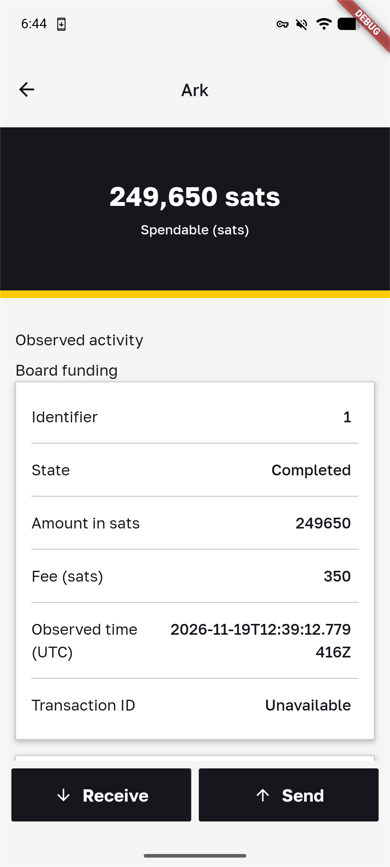 6:44
DEBUG
Ark
249,650 sats
Spendable (sats)
Observed activity
Board funding
Identifier 1
State Completed
Amount in sats 249650
Fee (sats) 350
Observed time 2026-11-19T12:39:12.779
(UTC) 416Z
Transaction ID Unavailable
Receive Send